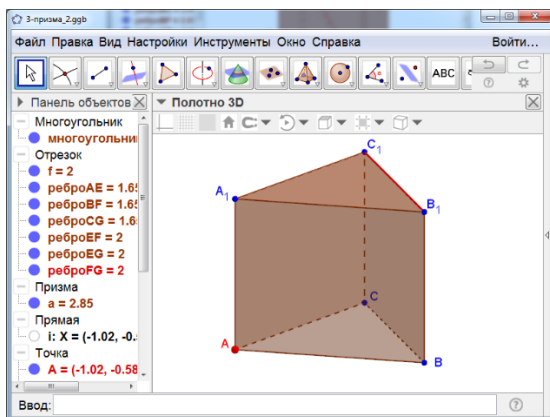 3-призма_2.ggb
Файл Правка Вид Настройки Инструменты Окно Справка Войти...
ABC
Панель объектов
Полотно 3D
Многоугольник
многоугольни
Отрезок
f = 2
реброAE = 1.65
реброBF = 1.65
реброCG = 1.6
реброEF = 2
реброEG = 2
реброFG = 2
Призма
a = 2.85
Прямая
i: X = (-1.02, -0.
Точка
A = (-1.02, -0.58
C1
A1
B1
C
A
B
Ввод: